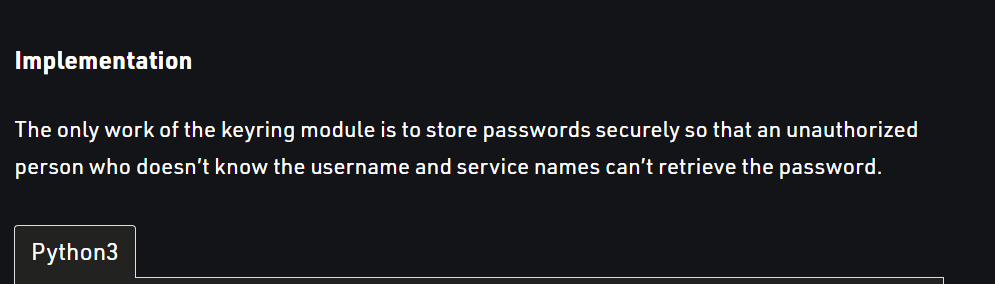 Implementation
The only work of the keyring module is to store passwords securely so that an unauthorized
person who doesn’t know the username and service names can’t retrieve the password.
Python3